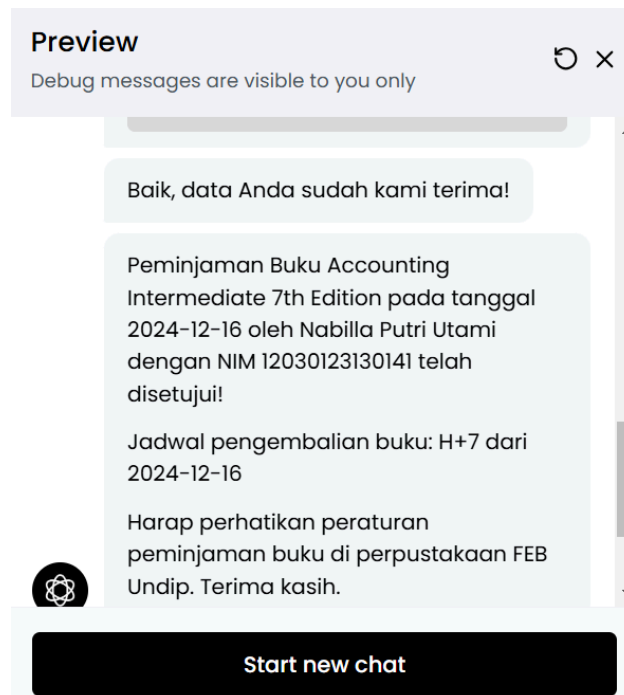 Preview
Debug messages are visible to you only
Baik, data Anda sudah kami terima!
Peminjaman Buku Accounting
Intermediate 7th Edition pada tanggal
2024-12-16 oleh Nabilla Putri Utami
dengan NIM 12030123130141 telah
disetujui!
Jadwal pengembalian buku: H+7 dari
2024-12-16
Harap perhatikan peraturan
peminjaman buku di perpustakaan FEB
Undip. Terima kasih.
Start new chat